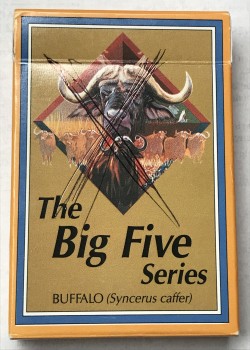 The
Big Five
Series
BUFFALO (Syncerus caffer)